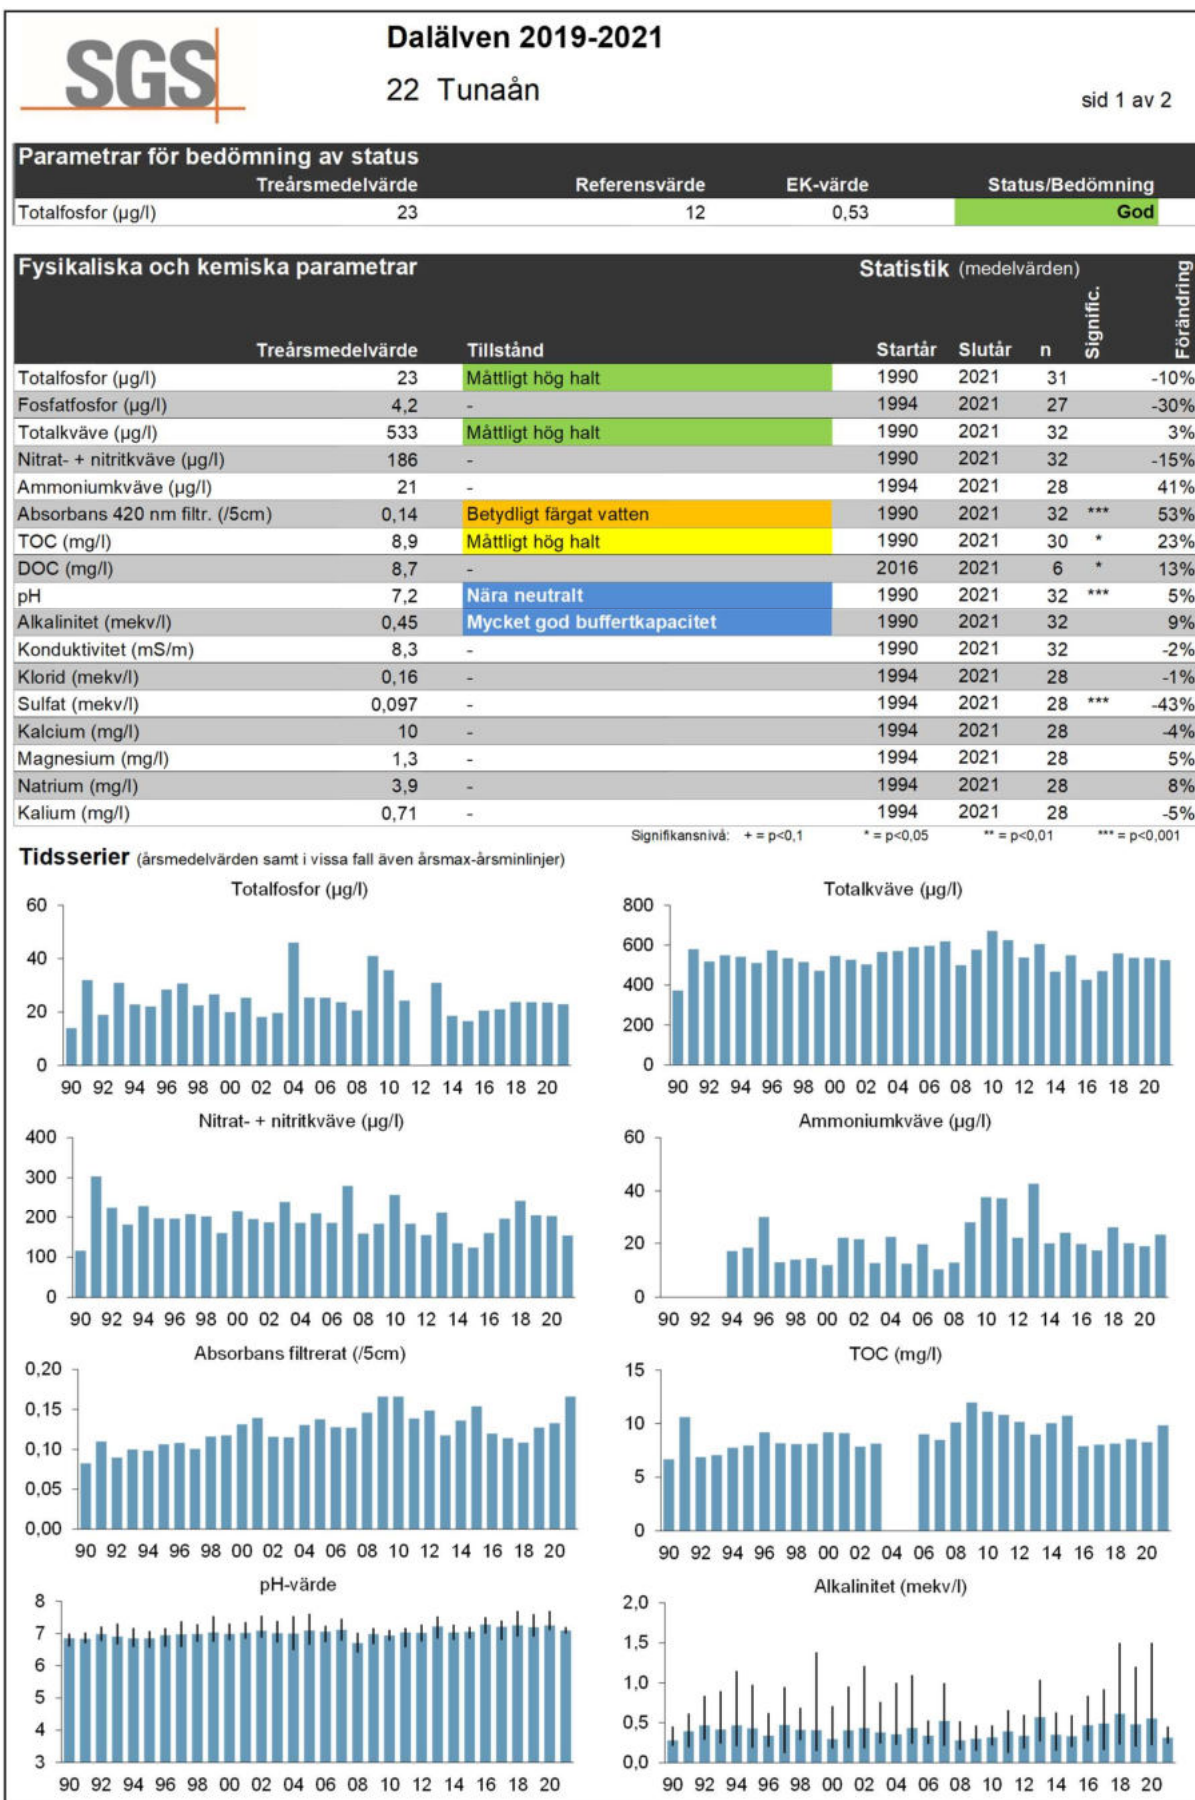 SGS
Dalälven 2019-2021
22 Tunaån
sid 1 av 2
Parametrar för bedömning av status
Treårsmedelvärde Referensvärde EK-värde Status/Bedömning
Totalfosfor (µg/l) 23 12 0,53 God
Fysikaliska och kemiska parametrar Statistik (medelvärden)
Treårsmedelvärde Tillstånd Startår Slutår n Signific. Förändring
Totalfosfor (µg/l) 23 Måttligt hög halt 1990 2021 31 -10%
Fosfatfosfor (µg/l) 4,2 - 1994 2021 27 -30%
Totalkväve (µg/l) 533 Måttligt hög halt 1990 2021 32 3%
Nitrat- + nitritkväve (µg/l) 186 - 1990 2021 32 -15%
Ammoniumkväve (µg/l) 21 - 1994 2021 28 41%
Absorbans 420 nm filtr. (/5cm) 0,14 Betydligt färgat vatten 1990 2021 32 *** 53%
TOC (mg/l) 8,9 Måttligt hög halt 1990 2021 30 * 23%
DOC (mg/l) 8,7 - 2016 2021 6 * 13%
pH 7,2 Nära neutralt 1990 2021 32 *** 5%
Alkalinitet (mekv/l) 0,45 Mycket god buffertkapacitet 1990 2021 32 9%
Konduktivitet (mS/m) 8,3 - 1990 2021 32 -2%
Klorid (mekv/l) 0,16 - 1994 2021 28 -1%
Sulfat (mekv/l) 0,097 - 1994 2021 28 *** -43%
Kalcium (mg/l) 10 - 1994 2021 28 -4%
Magnesium (mg/l) 1,3 - 1994 2021 28 5%
Natrium (mg/l) 3,9 - 1994 2021 28 8%
Kalium (mg/l) 0,71 - 1994 2021 28 -5%
Signifikansnivå: + = p<0,1 * = p<0,05 ** = p<0,01 *** = p<0,001
Tidsserier (årsmedelvärden samt i vissa fall även årsmax-årsminlinjer)
Totalfosfor (µg/l)
60
40
20
0
90 92 94 96 98 00 02 04 06 08 10 12 14 16 18 20
Totalkväve (µg/l)
800
600
400
200
0
90 92 94 96 98 00 02 04 06 08 10 12 14 16 18 20
Nitrat- + nitritkväve (µg/l)
400
300
200
100
0
90 92 94 96 98 00 02 04 06 08 10 12 14 16 18 20
Ammoniumkväve (µg/l)
60
40
20
0
90 92 94 96 98 00 02 04 06 08 10 12 14 16 18 20
Absorbans filtrerat (/5cm)
0,20
0,15
0,10
0,05
0,00
90 92 94 96 98 00 02 04 06 08 10 12 14 16 18 20
TOC (mg/l)
15
10
5
0
90 92 94 96 98 00 02 04 06 08 10 12 14 16 18 20
pH-värde
8
7
6
5
4
3
90 92 94 96 98 00 02 04 06 08 10 12 14 16 18 20
Alkalinitet (mekv/l)
2,0
1,5
1,0
0,5
0,0
90 92 94 96 98 00 02 04 06 08 10 12 14 16 18 20